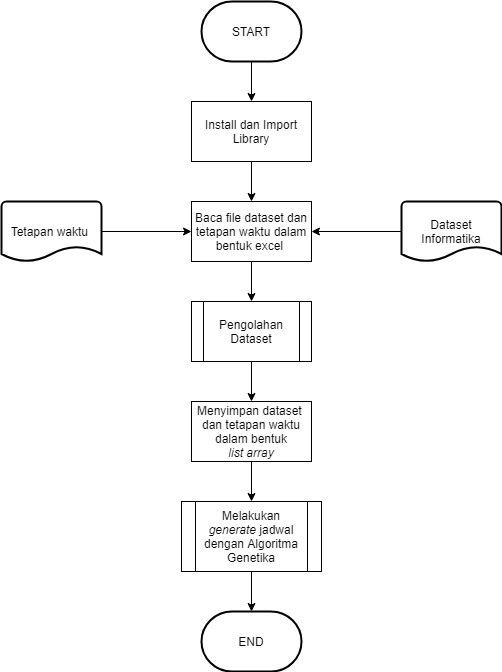 START
Install dan Import
Library
Baca file dataset dan
tetapan waktu dalam
bentuk excel
Tetapan waktu
Dataset
Informatika
Pengolahan
Dataset
Menyimpan dataset
dan tetapan waktu
dalam bentuk
list array
Melakukan
generate jadwal
dengan Algoritma
Genetika
END